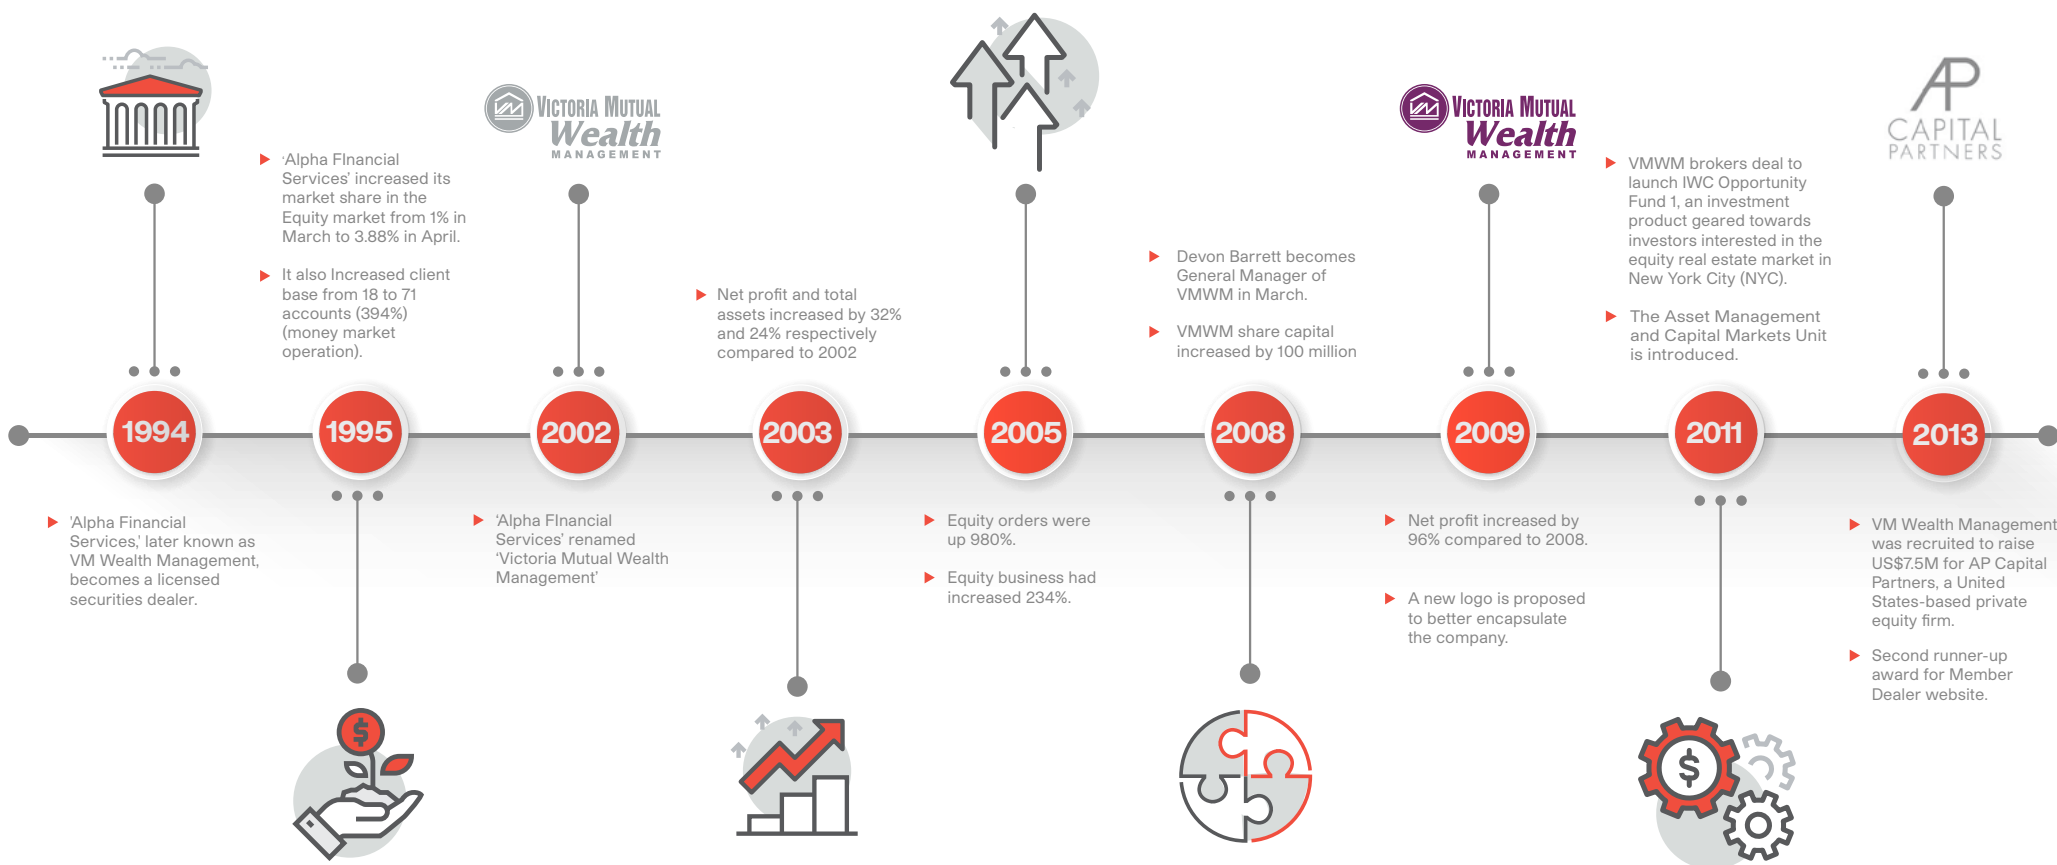 1994
'Alpha FInancial
Services,' later known as
VM Wealth Management,
becomes a licensed
securities dealer.
1995
‘Alpha FInancial
Services’ increased its
market share in the
Equity market from 1% in
March to 3.88% in April.
It also Increased client
base from 18 to 71
accounts (394%)
(money market
operation).
$
VICTORIA MUTUAL
Wealth
MANAGEMENT
2002
‘Alpha FInancial
Services’ renamed
‘Victoria Mutual Wealth
Management’
Net profit and total
assets increased by 32%
and 24% respectively
compared to 2002
2003
2005
Equity orders were
up 980%.
Equity business had
increased 234%.
Devon Barrett becomes
General Manager of
VMWM in March.
VMWM share capital
increased by 100 million
2008
VICTORIA MUTUAL
Wealth
MANAGEMENT
2009
Net profit increased by
96% compared to 2008.
A new logo is proposed
to better encapsulate
the company.
VMWM brokers deal to
launch IWC Opportunity
Fund 1, an investment
product geared towards
investors interested in the
equity real estate market in
New York City (NYC).
The Asset Management
and Capital Markets Unit
is introduced.
2011
$
AP
CAPITAL
PARTNERS
2013
VM Wealth Management
was recruited to raise
US$7.5M for AP Capital
Partners, a United
States-based private
equity firm.
Second runner-up
award for Member
Dealer website.